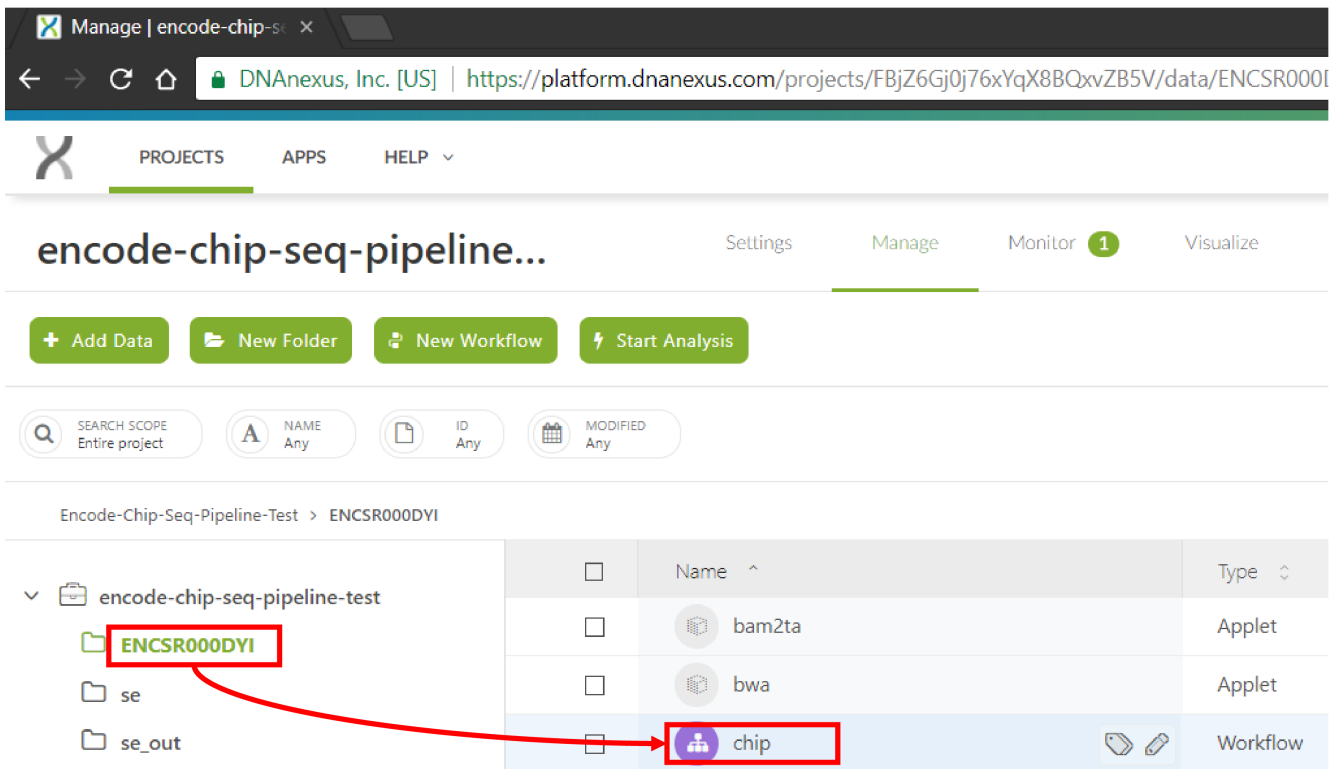 Manage | encode-chip-se
DNAnexus, Inc. [US] | https://platform.dnanexus.com/projects/FBjZ6Gj0j76xYqX8BQxvZB5V/data/ENCSR000D
PROJECTS APPS HELP
encode-chip-seq-pipeline... Settings Manage Monitor 1 Visualize
+ Add Data New Folder New Workflow Start Analysis
SEARCH SCOPE A NAME ID MODIFIED
Entire project Any Any Any
Encode-Chip-Seq-Pipeline-Test > ENCSR000DYI
Name Type
encode-chip-seq-pipeline-test
bam2ta Applet
ENCSR000DYI
bwa Applet
se
chip Workflow
se_out